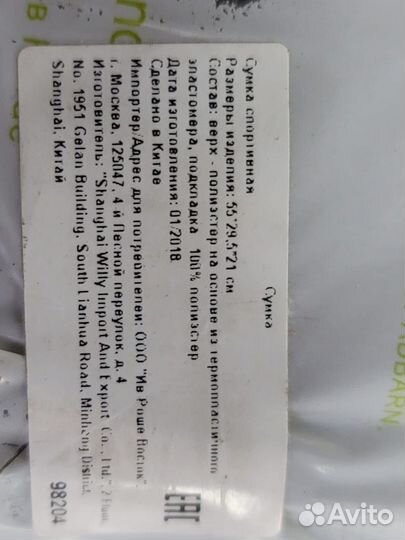 Сумка
Сумка спортивная
Размеры изделия: 55*29,5*21 см
Состав: верх - полиэстер на основе из термопластичного
эластомера, подкладка 100% полиэстер
Дата изготовления: 01/2018
Сделано в Китае
Импортер/Адрес для потребителей: ООО "Ив Роше Восток",
г. Москва, 125047, 4 й Лесной переулок, д. 4
Изготовитель: "Shanghai Willy Import And Export Co., Ltd." 2 Floor,
No. 1951 Gelan Building, South Lianhua Road, Minheng District,
Shanghai, Китай
EAC
98204
Avito